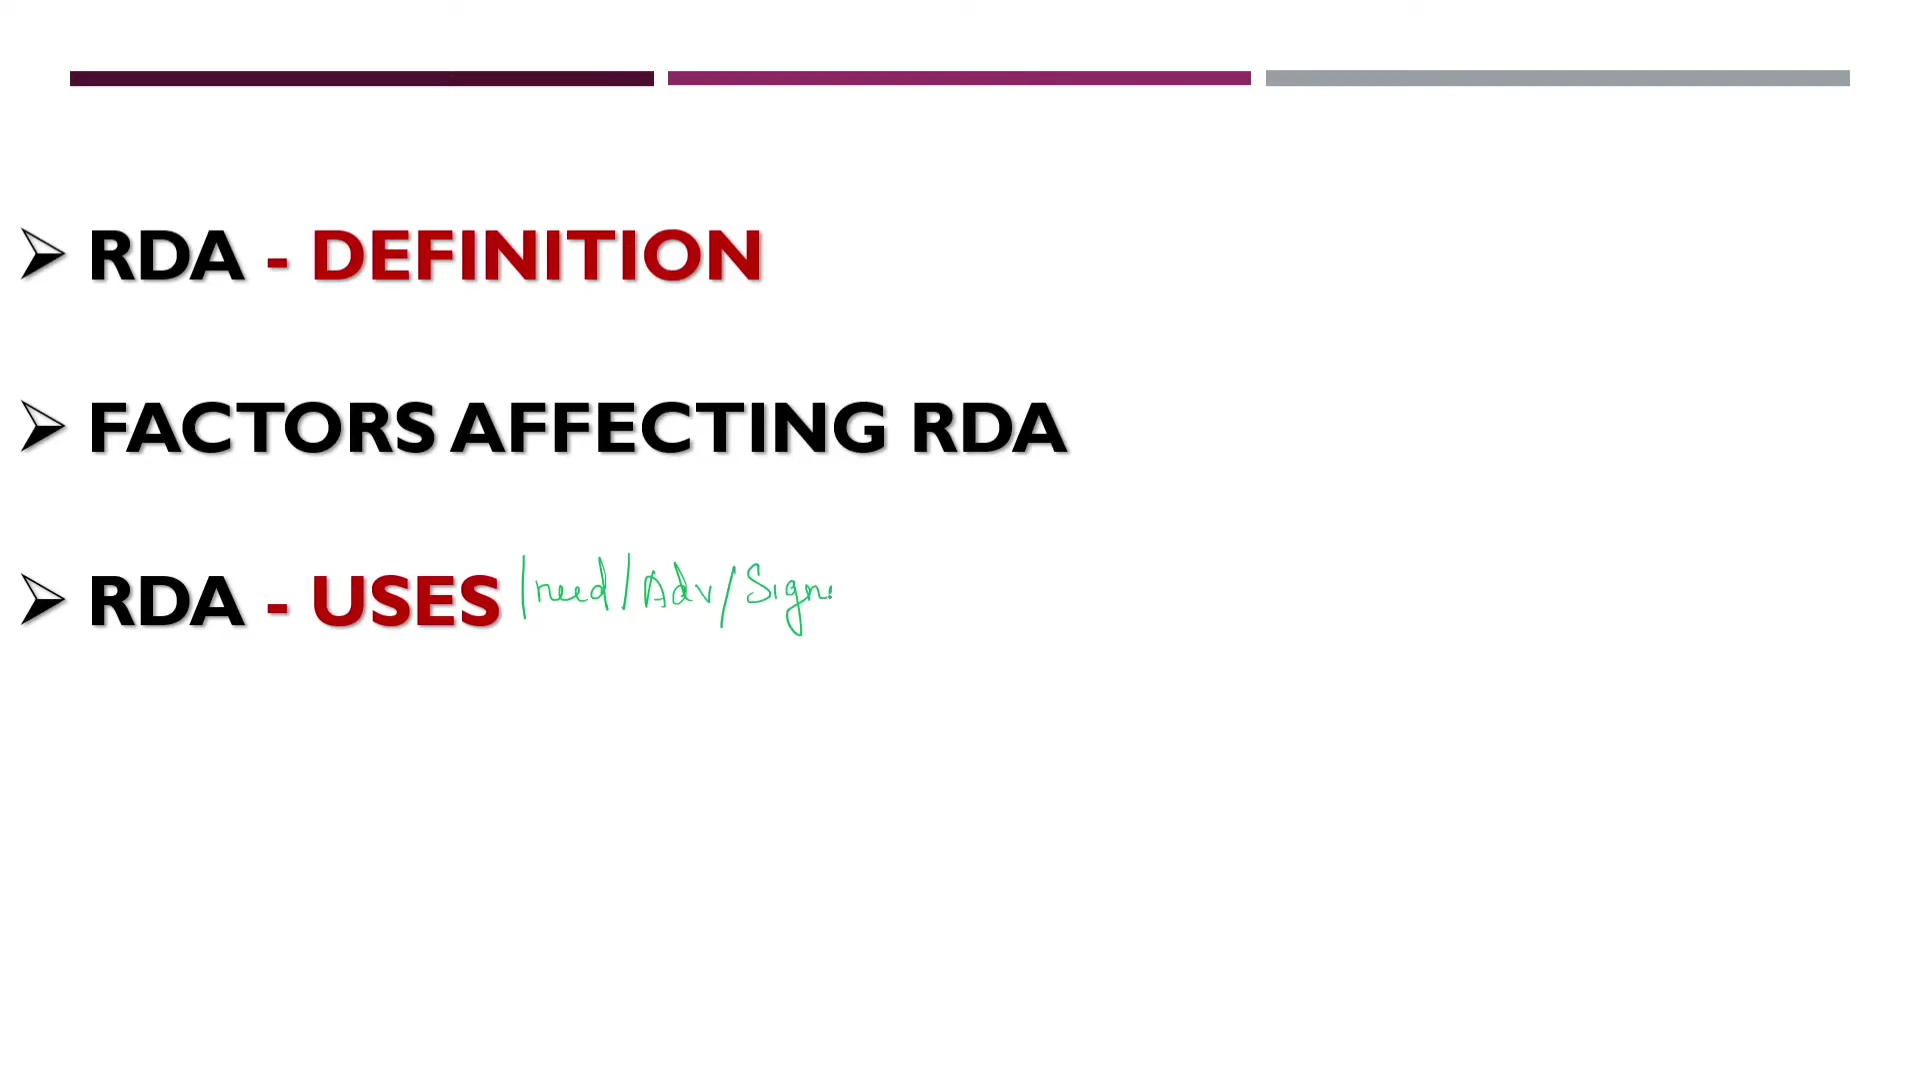 ➢ RDA - DEFINITION
➢ FACTORS AFFECTING RDA
➢ RDA - USES /need/Adv/Sign.